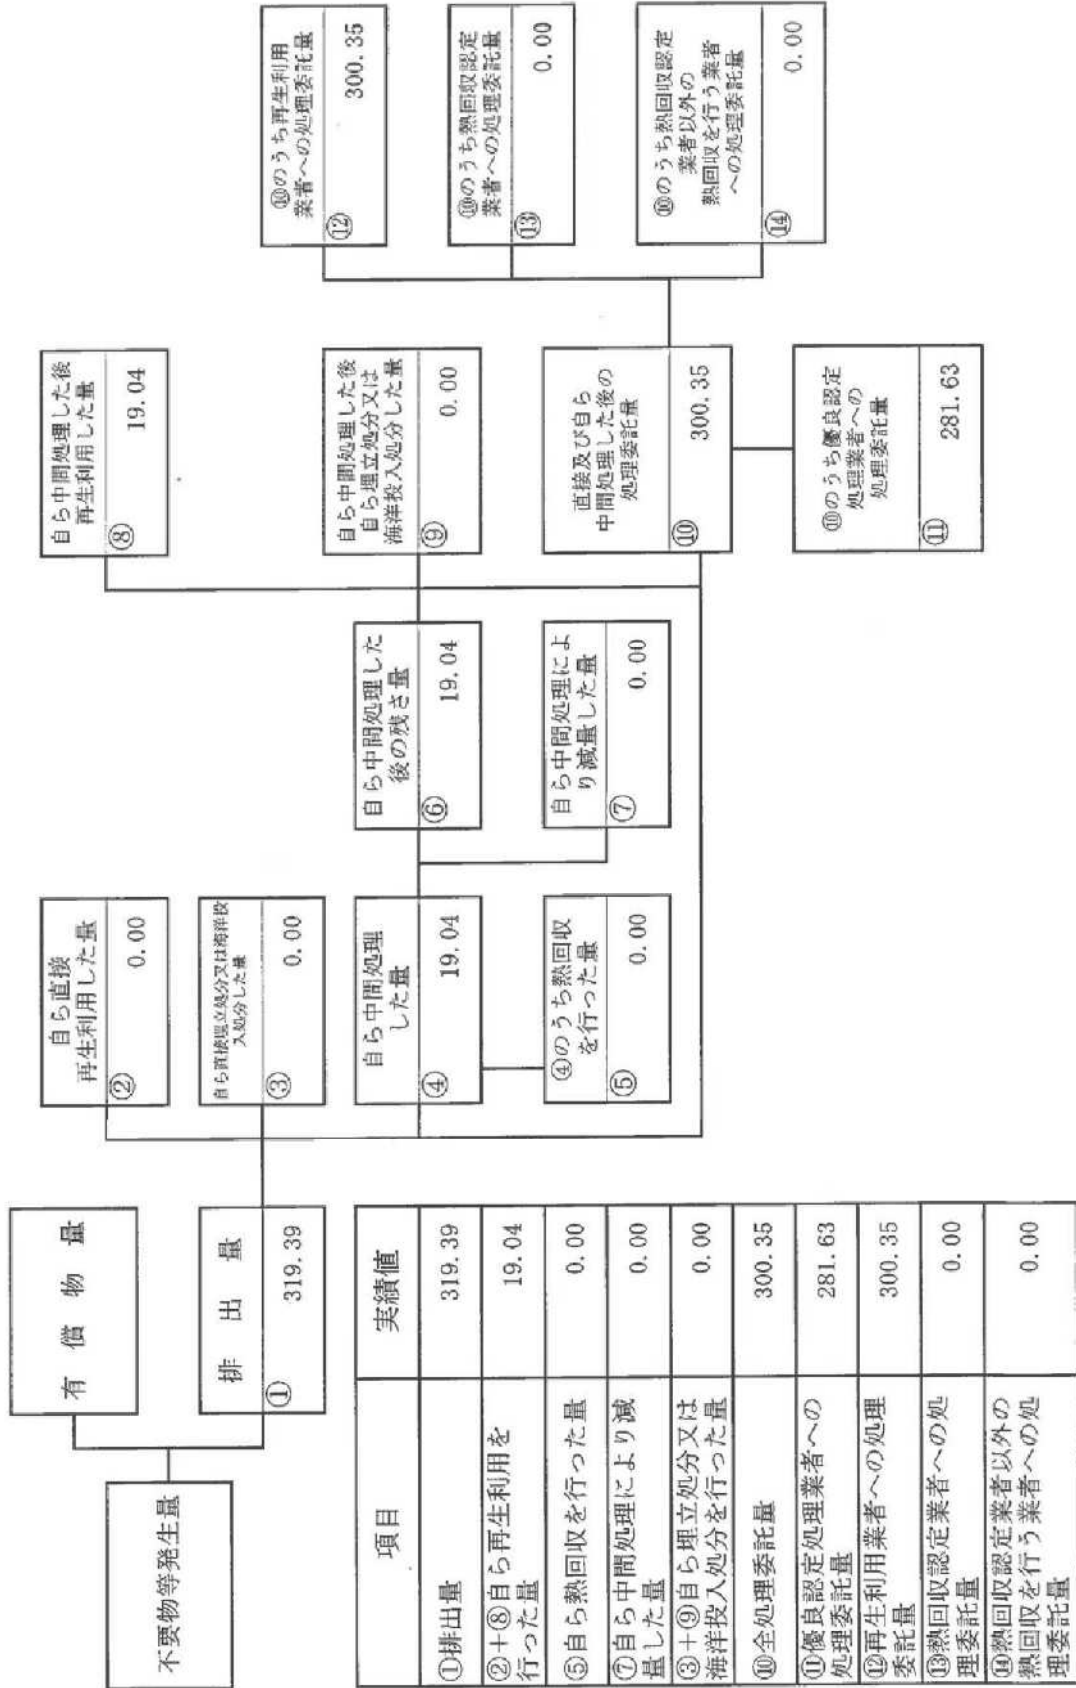 不要物等発生量
有償物量
排出量
① 319.39
自ら直接
再生利用した量
② 0.00
自ら直接埋立処分又は海洋投
入処分した量
③ 0.00
自ら中間処理
した量
④ 19.04
④のうち熱回収
を行った量
⑤ 0.00
自ら中間処理した
後の残さ量
⑥ 19.04
自ら中間処理によ
り減量した量
⑦ 0.00
自ら中間処理した後
再生利用した量
⑧ 19.04
自ら中間処理した後
自ら埋立処分又は
海洋投入処分した量
⑨ 0.00
直接及び自ら
中間処理した後の
処理委託量
⑩ 300.35
⑩のうち優良認定
処理業者への
処理委託量
⑪ 281.63
⑩のうち再生利用
業者への処理委託量
⑫ 300.35
⑩のうち熱回収認定
業者への処理委託量
⑬ 0.00
⑩のうち熱回収認定
業者以外の
熱回収を行う業者
への処理委託量
⑭ 0.00
項目 実績値
①排出量 319.39
②+⑧自ら再生利用を
行った量 19.04
⑤自ら熱回収を行った量 0.00
⑦自ら中間処理により減
量した量 0.00
③+⑨自ら埋立処分又は
海洋投入処分を行った量 0.00
⑩全処理委託量 300.35
⑪優良認定処理業者への
処理委託量 281.63
⑫再生利用業者への処理
委託量 300.35
⑬熱回収認定業者への処
理委託量 0.00
⑭熱回収認定業者以外の
熱回収を行う業者への処
理委託量 0.00